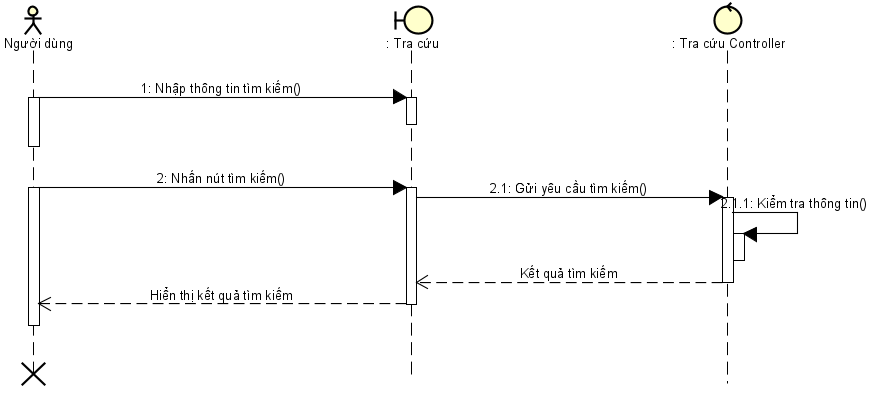 Người dùng
: Tra cứu
: Tra cứu Controller
1: Nhập thông tin tìm kiếm()
2: Nhấn nút tìm kiếm()
2.1: Gửi yêu cầu tìm kiếm()
2.1.1: Kiểm tra thông tin()
Kết quả tìm kiếm
Hiển thị kết quả tìm kiếm